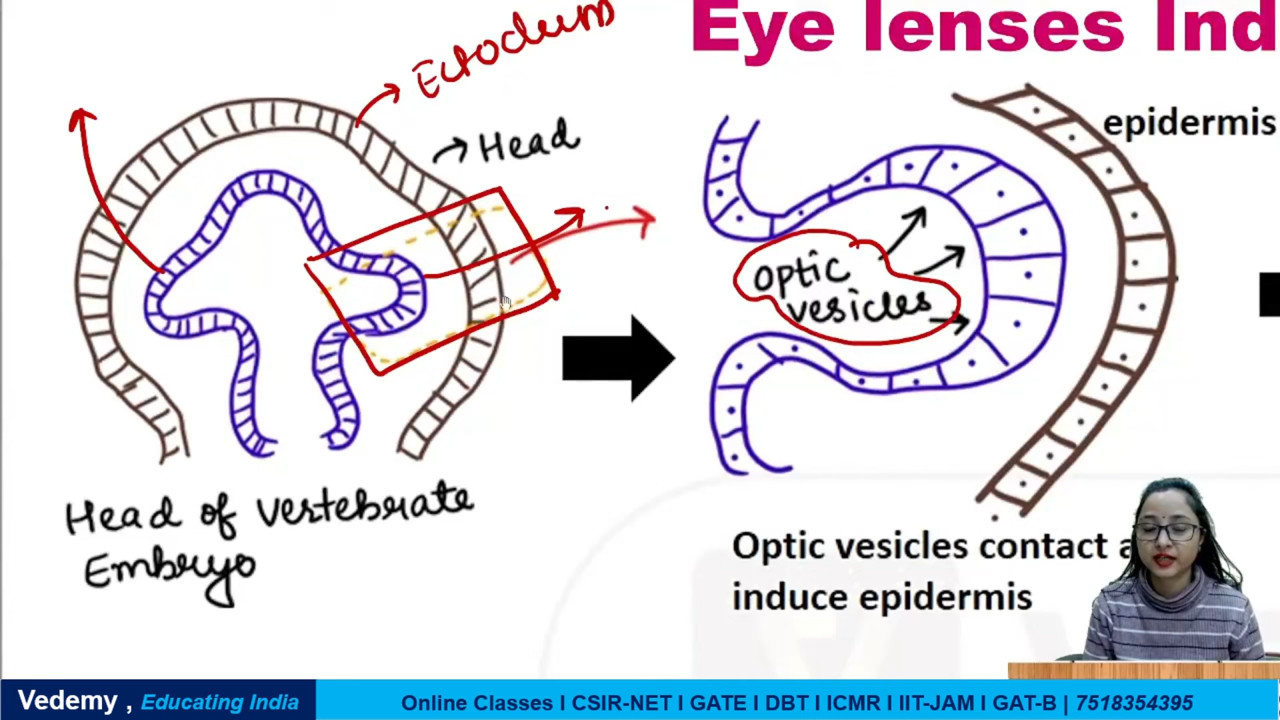 Eye lenses Ind
Ectoderm
Head
epidermis
optic
vesicles
Head of vertebrate
Embryo
Optic vesicles contact a
induce epidermis
Vedemy , Educating India
Online Classes I CSIR-NET I GATE I DBT I ICMR I IIT-JAM I GAT-B | 7518354395